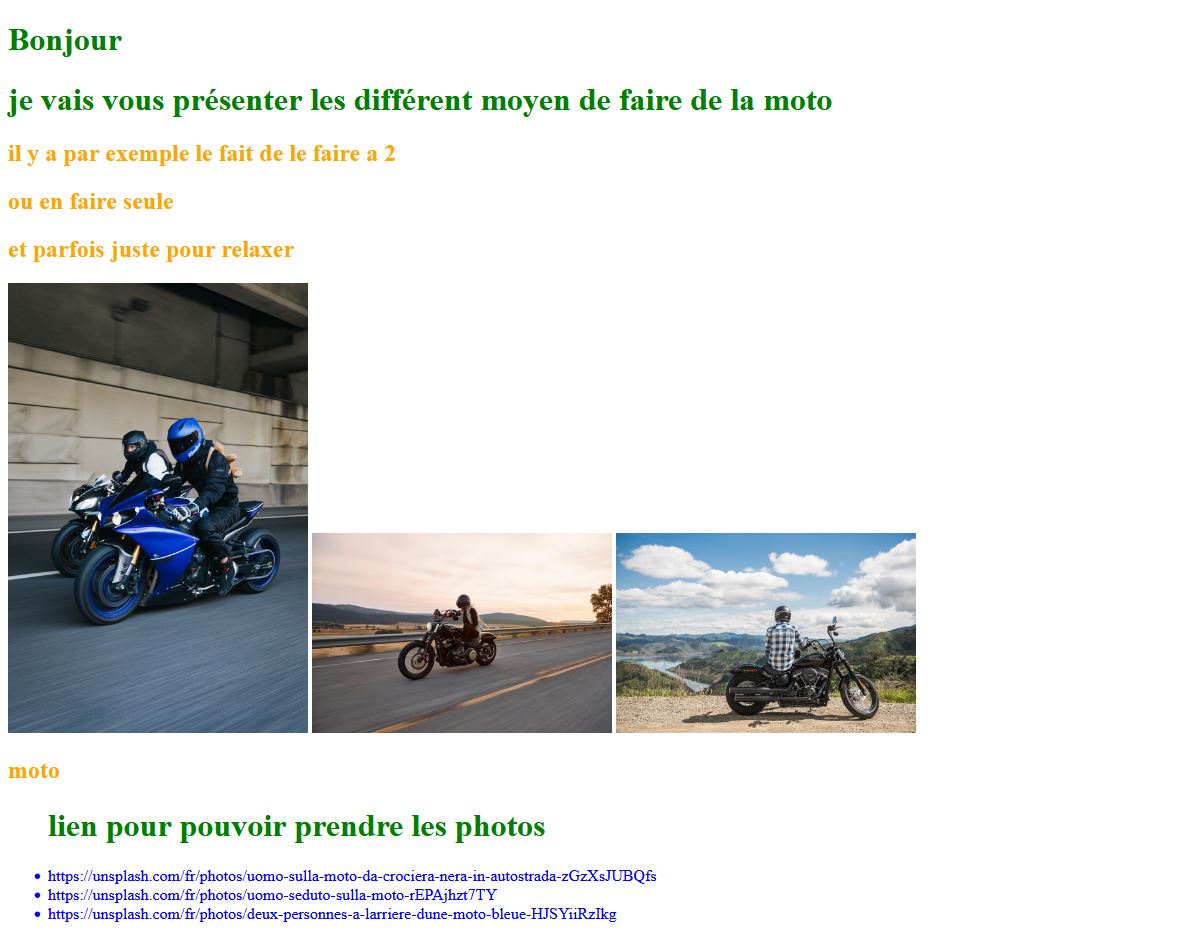 Bonjour
je vais vous présenter les différent moyen de faire de la moto
il y a par exemple le fait de le faire a 2
ou en faire seule
et parfois juste pour relaxer
moto
lien pour pouvoir prendre les photos
https://unsplash.com/fr/photos/uomo-sulla-moto-da-crociera-nera-in-autostrada-zGzXsJUBQfs
https://unsplash.com/fr/photos/uomo-seduto-sulla-moto-rEPAjhzt7TY
https://unsplash.com/fr/photos/deux-personnes-a-larriere-dune-moto-bleue-HJSYiiRzIkg